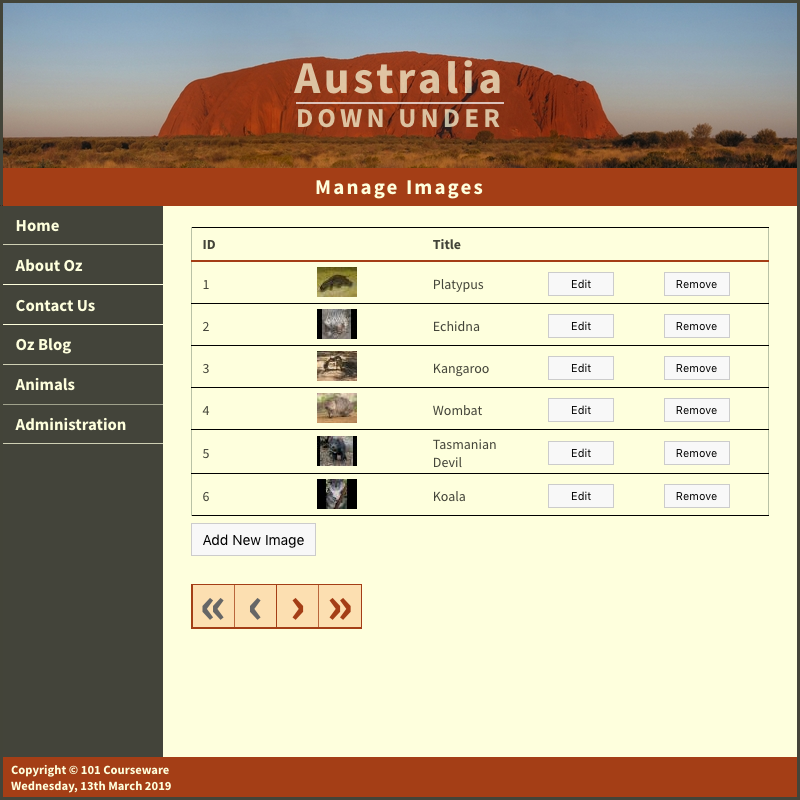 Australia
DOWN UNDER
Manage Images
Home
About Oz
Contact Us
Oz Blog
Animals
Administration
ID Title
1 Platypus Edit Remove
2 Echidna Edit Remove
3 Kangaroo Edit Remove
4 Wombat Edit Remove
5 Tasmanian Devil Edit Remove
6 Koala Edit Remove
Add New Image
« ‹ › »
Copyright © 101 Courseware
Wednesday, 13th March 2019